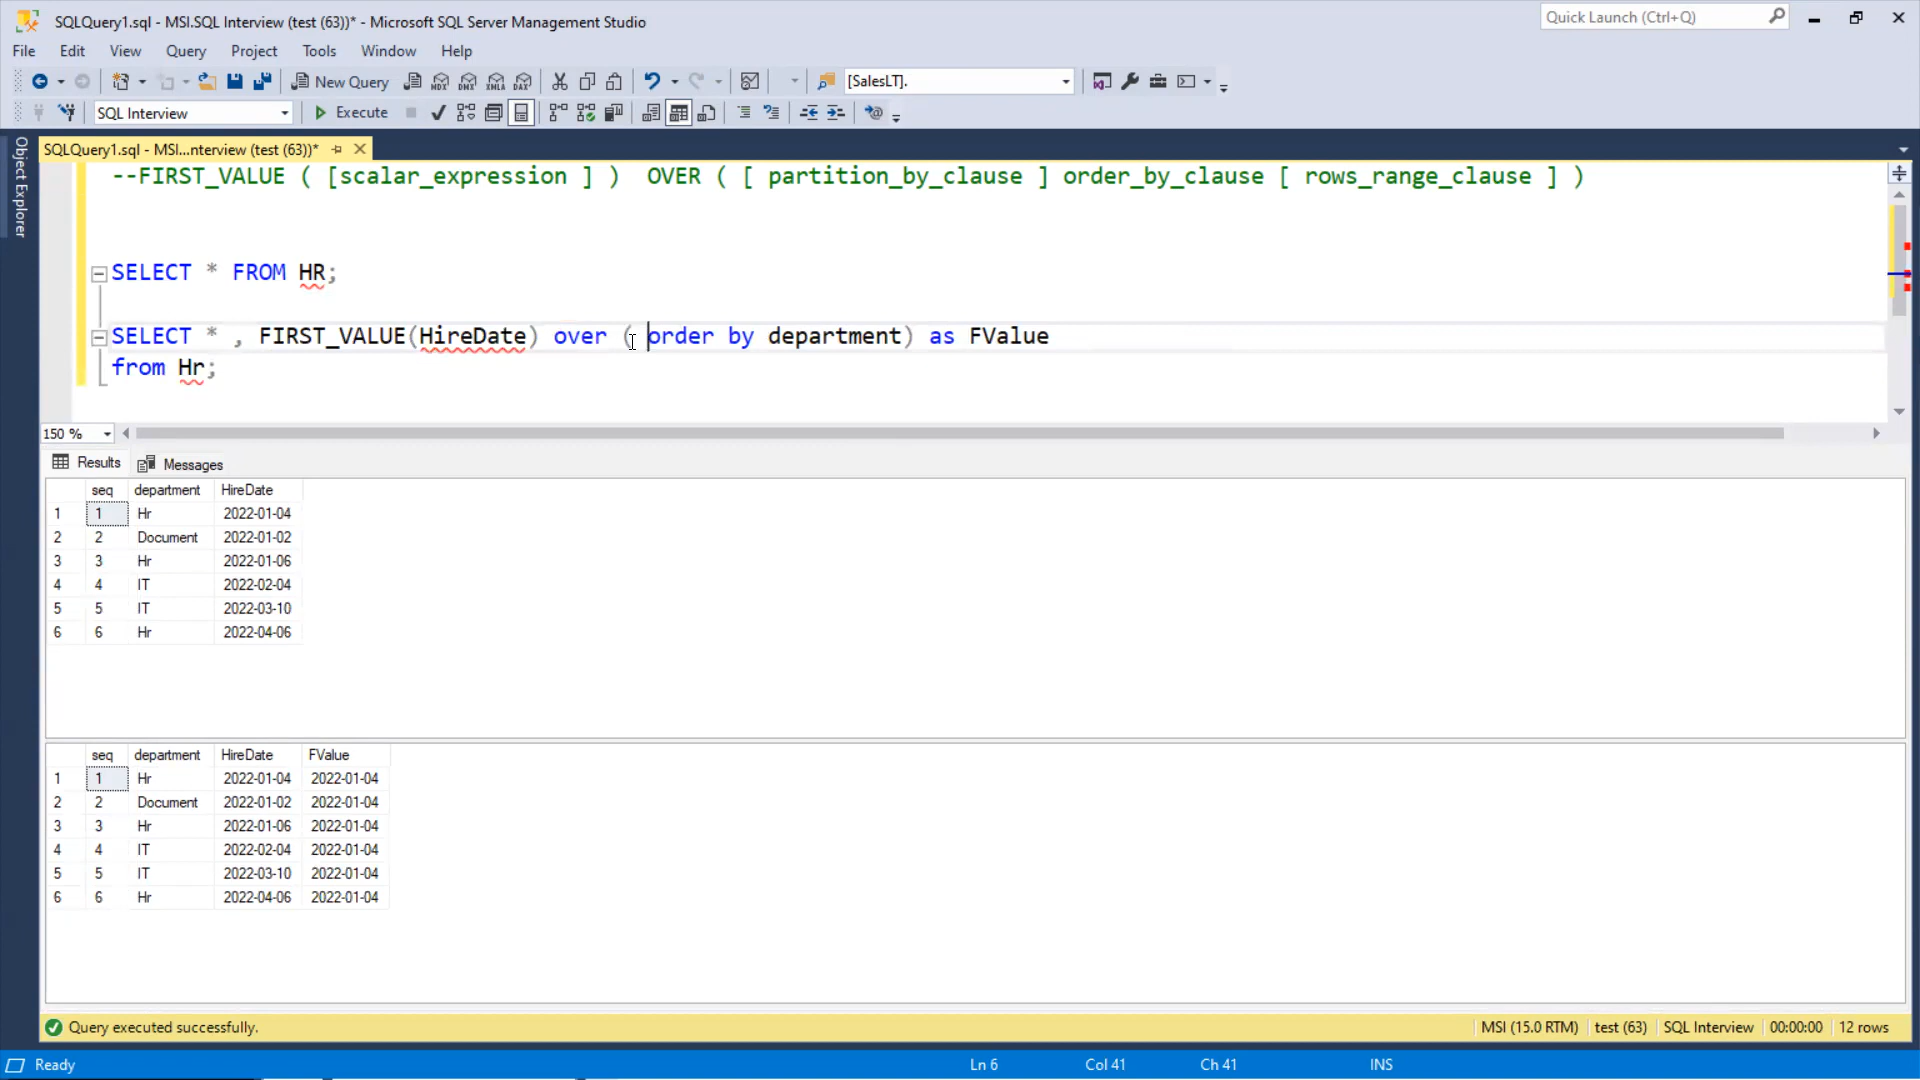 SQLQuery1.sql - MSI.SQL Interview (test (63))* - Microsoft SQL Server Management Studio
Quick Launch (Ctrl+Q)
File Edit View Query Project Tools Window Help
New Query MDX DMX XMLA DAX [SalesLT].
SQL Interview Execute
Object Explorer
SQLQuery1.sql - MSI...nterview (test (63))*
--FIRST_VALUE ( [scalar_expression ] )  OVER ( [ partition_by_clause ] order_by_clause [ rows_range_clause ] )
SELECT * FROM HR;
SELECT * , FIRST_VALUE(HireDate) over ( order by department) as FValue
from Hr;
150 %
Results Messages
seq department HireDate
1 1 Hr 2022-01-04
2 2 Document 2022-01-02
3 3 Hr 2022-01-06
4 4 IT 2022-02-04
5 5 IT 2022-03-10
6 6 Hr 2022-04-06
seq department HireDate FValue
1 1 Hr 2022-01-04 2022-01-04
2 2 Document 2022-01-02 2022-01-04
3 3 Hr 2022-01-06 2022-01-04
4 4 IT 2022-02-04 2022-01-04
5 5 IT 2022-03-10 2022-01-04
6 6 Hr 2022-04-06 2022-01-04
Query executed successfully. MSI (15.0 RTM) test (63) SQL Interview 00:00:00 12 rows
Ready Ln 6 Col 41 Ch 41 INS